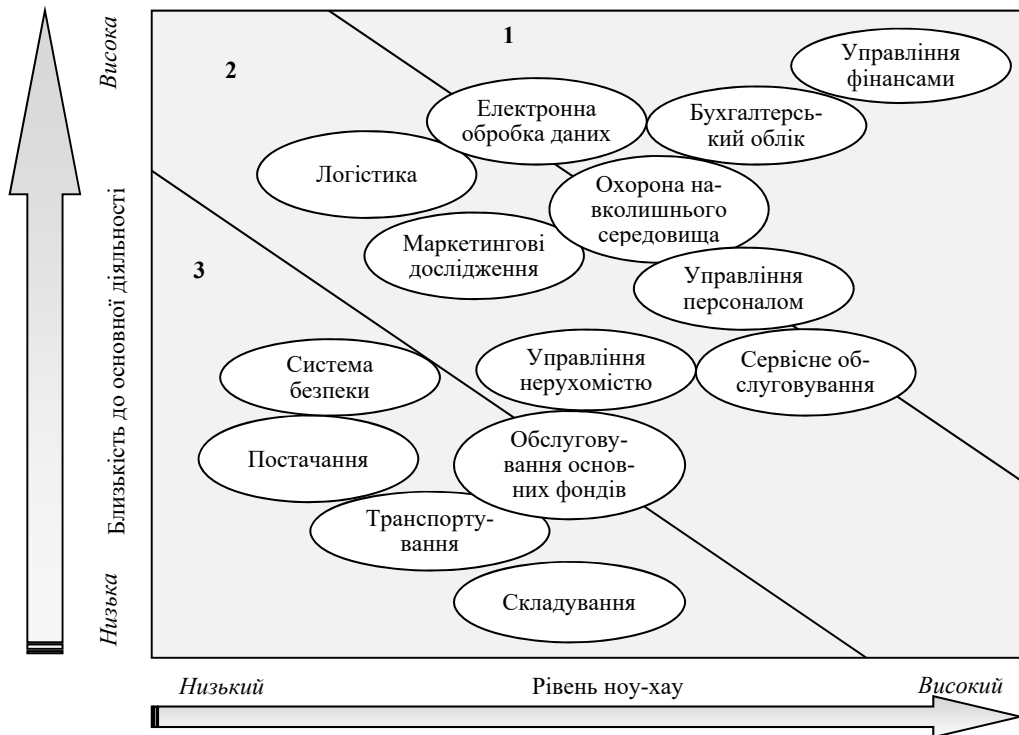 Висока
Близькість до основної діяльності
Низька
1
2
3
Управління
фінансами
Електронна
обробка даних
Бухгалтерсь-
кий облік
Логістика
Охорона на-
вколишнього
середовища
Маркетингові
дослідження
Управління
персоналом
Система
безпеки
Управління
нерухомістю
Сервісне об-
слуговування
Постачання
Обслугову-
вання основ-
них фондів
Транспорту-
вання
Складування
Низький
Рівень ноу-хау
Високий